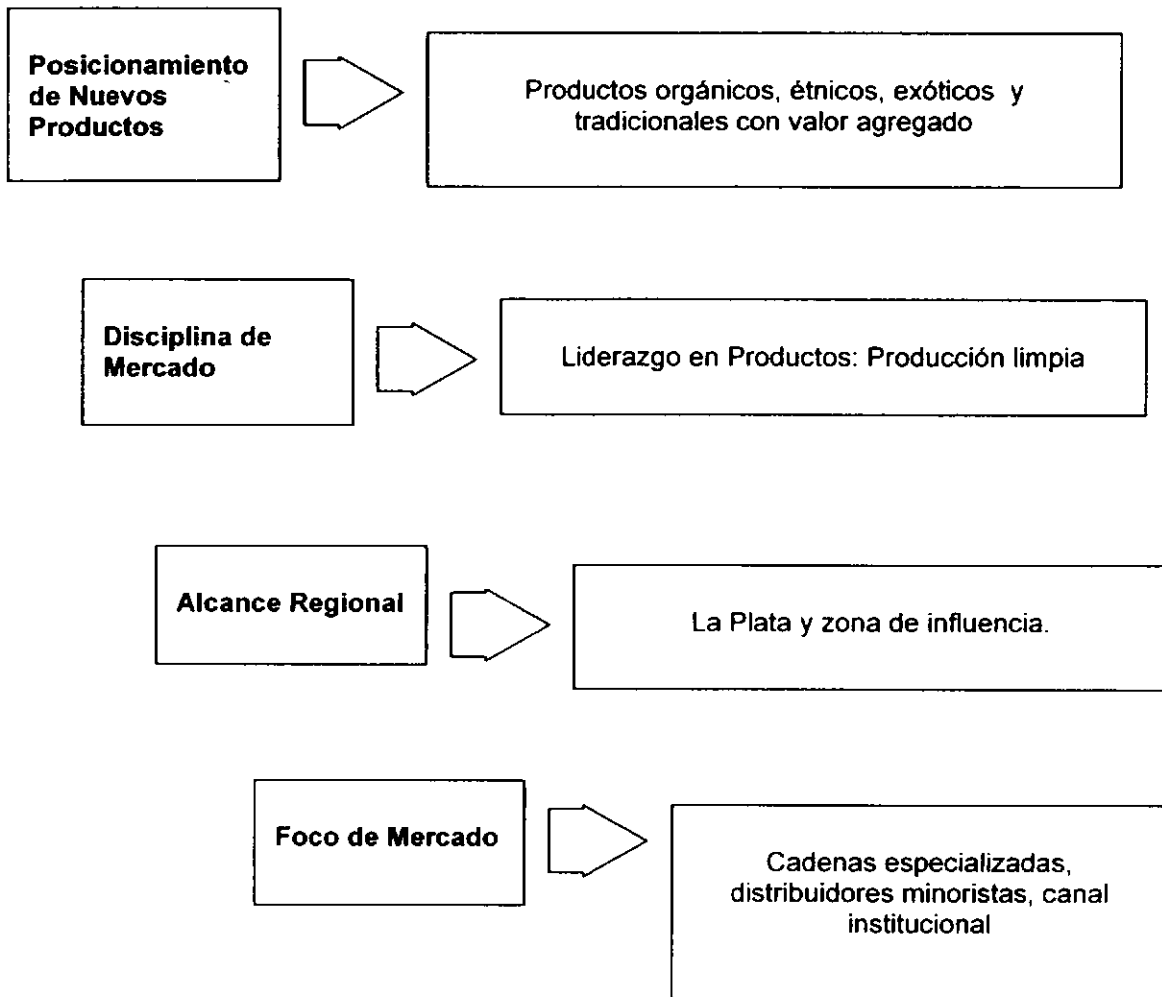 Posicionamiento
de Nuevos
Productos
Productos orgánicos, étnicos, exóticos y
tradicionales con valor agregado
Disciplina de
Mercado
Liderazgo en Productos: Producción limpia
Alcance Regional
La Plata y zona de influencia.
Foco de Mercado
Cadenas especializadas,
distribuidores minoristas, canal
institucional